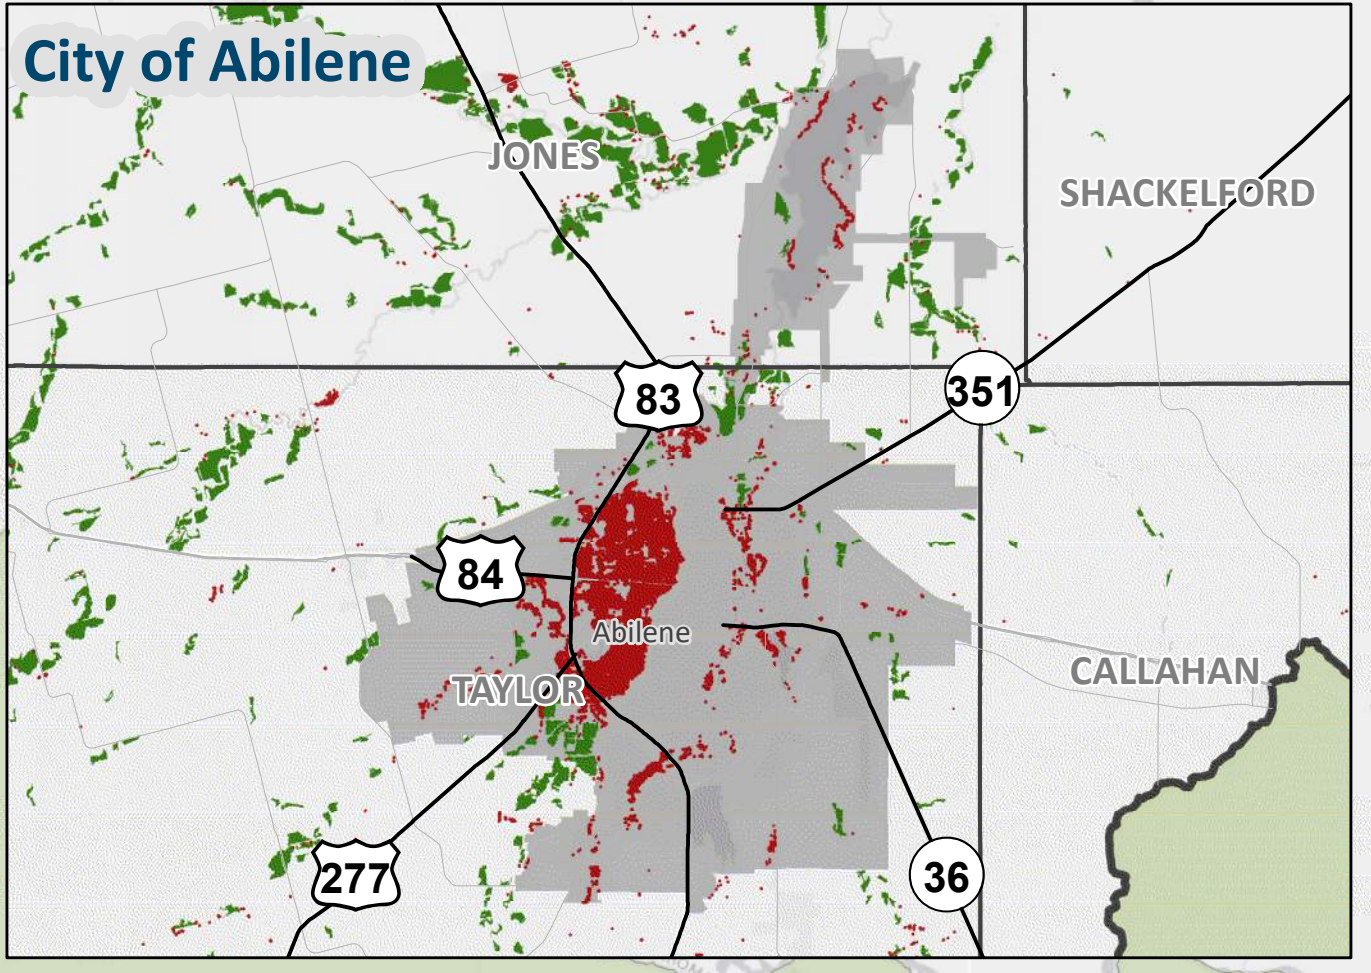 City of Abilene
JONES
SHACKELFORD
83
351
84
Abilene
TAYLOR
CALLAHAN
277
36